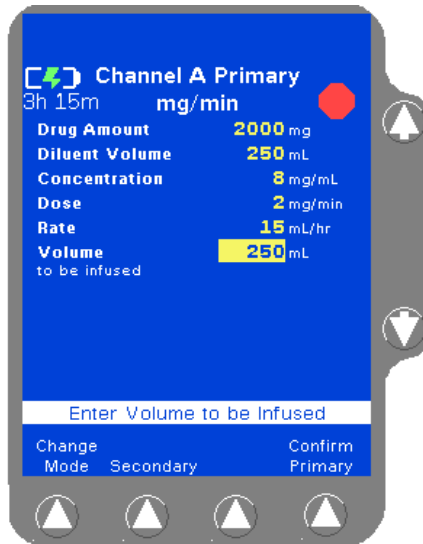 Channel A Primary
3h 15m mg/min
Drug Amount 2000 mg
Diluent Volume 250 mL
Concentration 8 mg/mL
Dose 2 mg/min
Rate 15 mL/hr
Volume 250 mL
to be infused
Enter Volume to be Infused
Change Confirm
Mode Secondary Primary